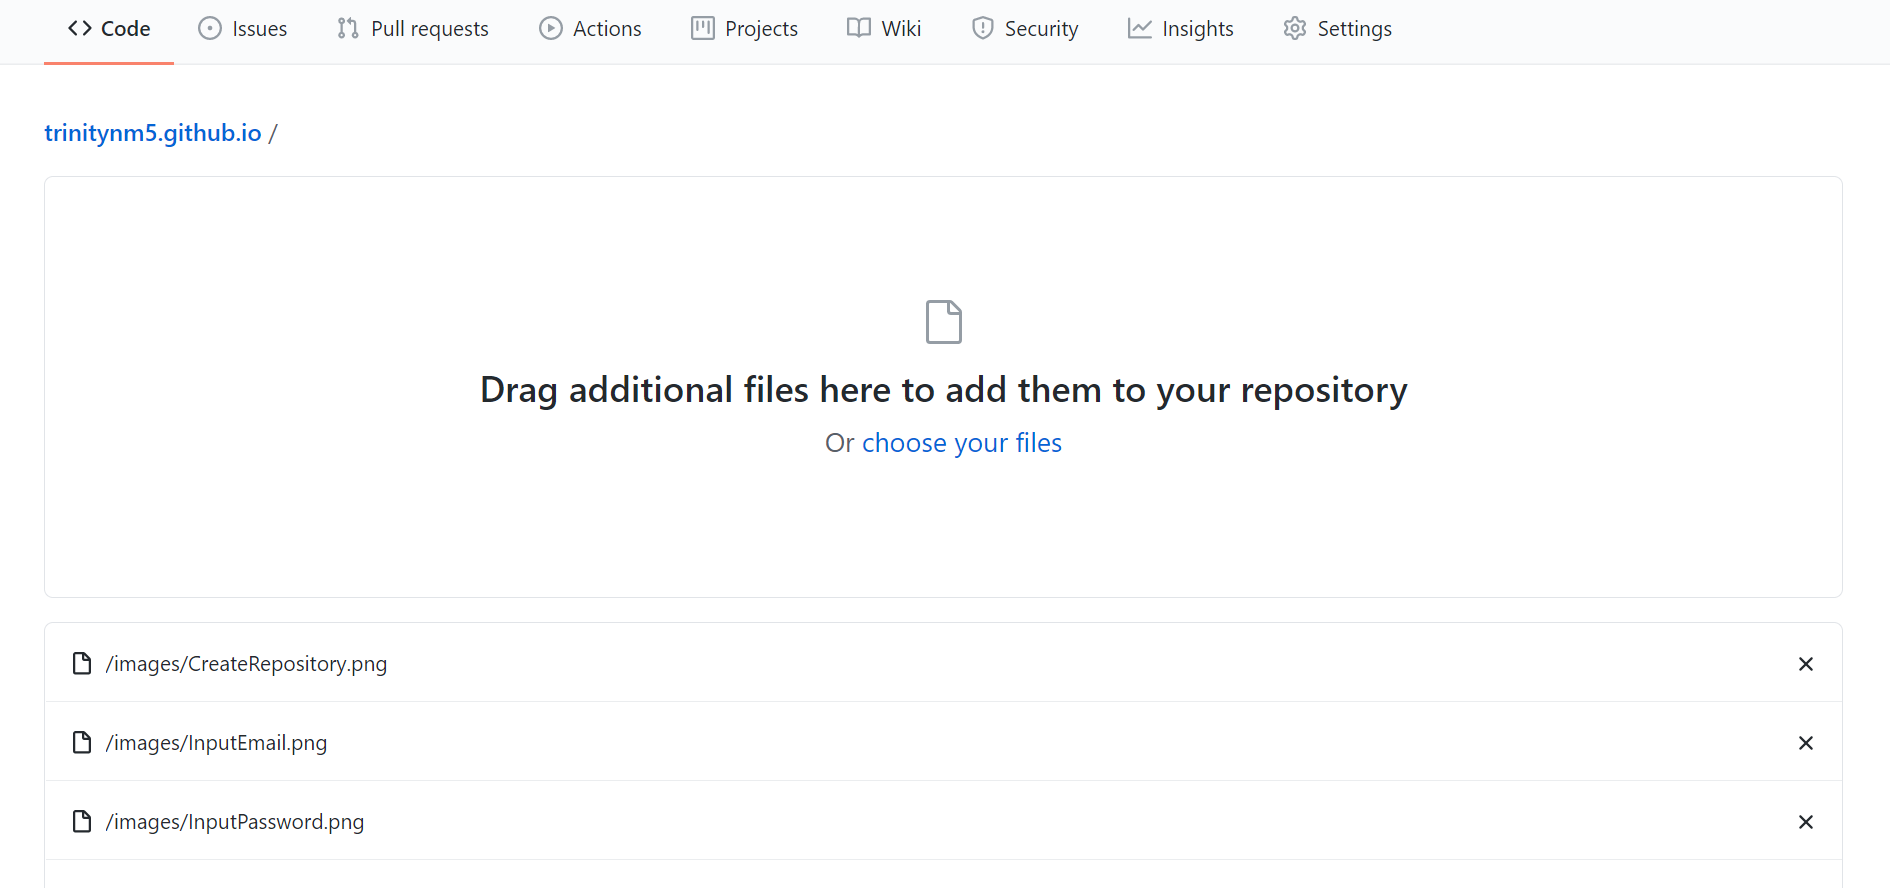 Code Issues Pull requests Actions Projects Wiki Security Insights Settings
trinitynm5.github.io /
Drag additional files here to add them to your repository
Or choose your files
/images/CreateRepository.png
/images/InputEmail.png
/images/InputPassword.png